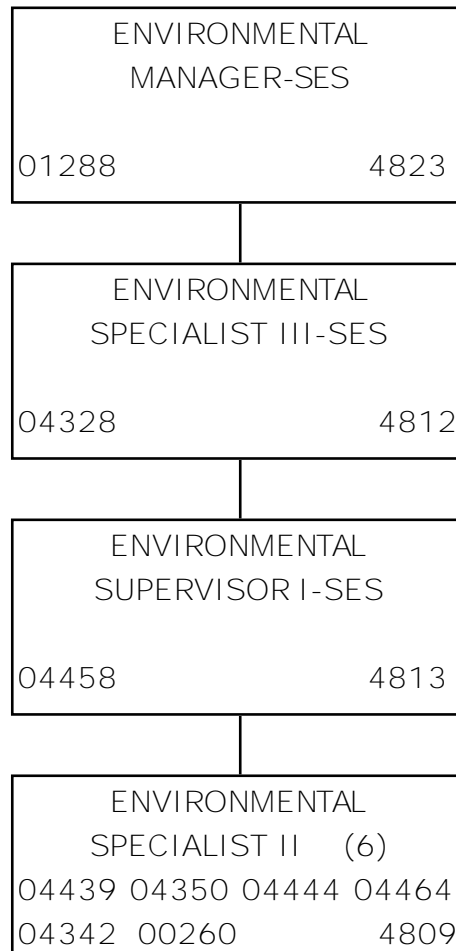 ENVIRONMENTAL
MANAGER-SES
01288 4823
ENVIRONMENTAL
SPECIALIST III-SES
04328 4812
ENVIRONMENTAL
SUPERVISOR I-SES
04458 4813
ENVIRONMENTAL
SPECIALIST II (6)
04439 04350 04444 04464
04342 00260 4809